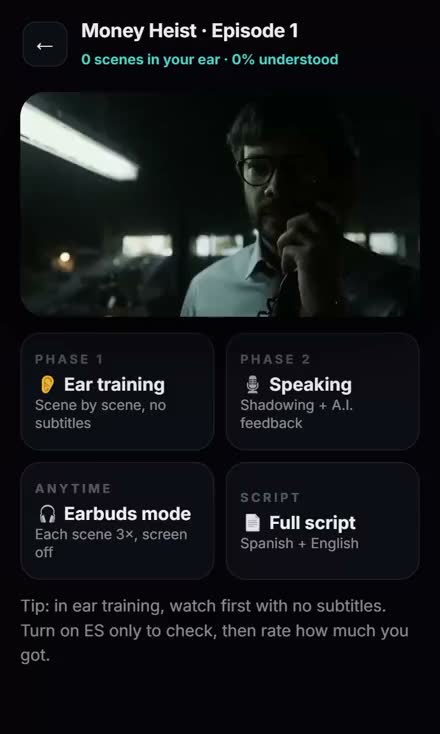 Money Heist · Episode 1
0 scenes in your ear · 0% understood
PHASE 1
Ear training
Scene by scene, no
subtitles
PHASE 2
Speaking
Shadowing + A.I.
feedback
ANYTIME
Earbuds mode
Each scene 3×, screen
off
SCRIPT
Full script
Spanish + English
Tip: in ear training, watch first with no subtitles.
Turn on ES only to check, then rate how much you
got.